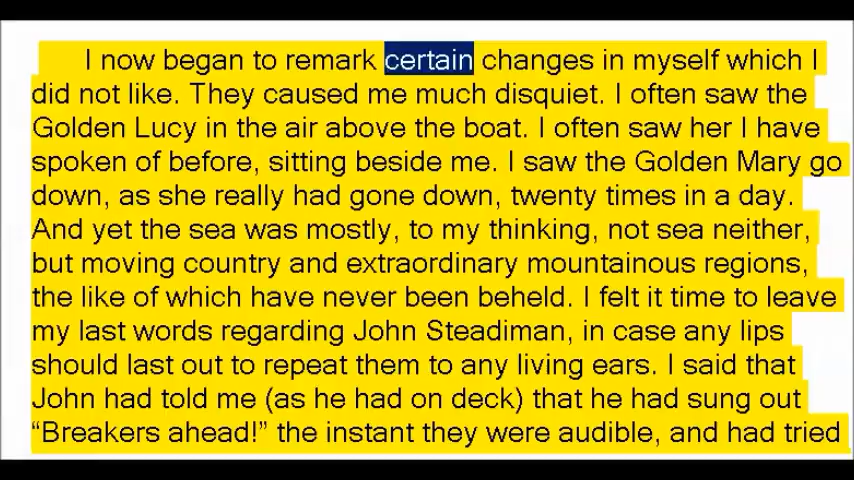 I now began to remark certain changes in myself which I
did not like. They caused me much disquiet. I often saw the
Golden Lucy in the air above the boat. I often saw her I have
spoken of before, sitting beside me. I saw the Golden Mary go
down, as she really had gone down, twenty times in a day.
And yet the sea was mostly, to my thinking, not sea neither,
but moving country and extraordinary mountainous regions,
the like of which have never been beheld. I felt it time to leave
my last words regarding John Steadiman, in case any lips
should last out to repeat them to any living ears. I said that
John had told me (as he had on deck) that he had sung out
“Breakers ahead!” the instant they were audible, and had tried